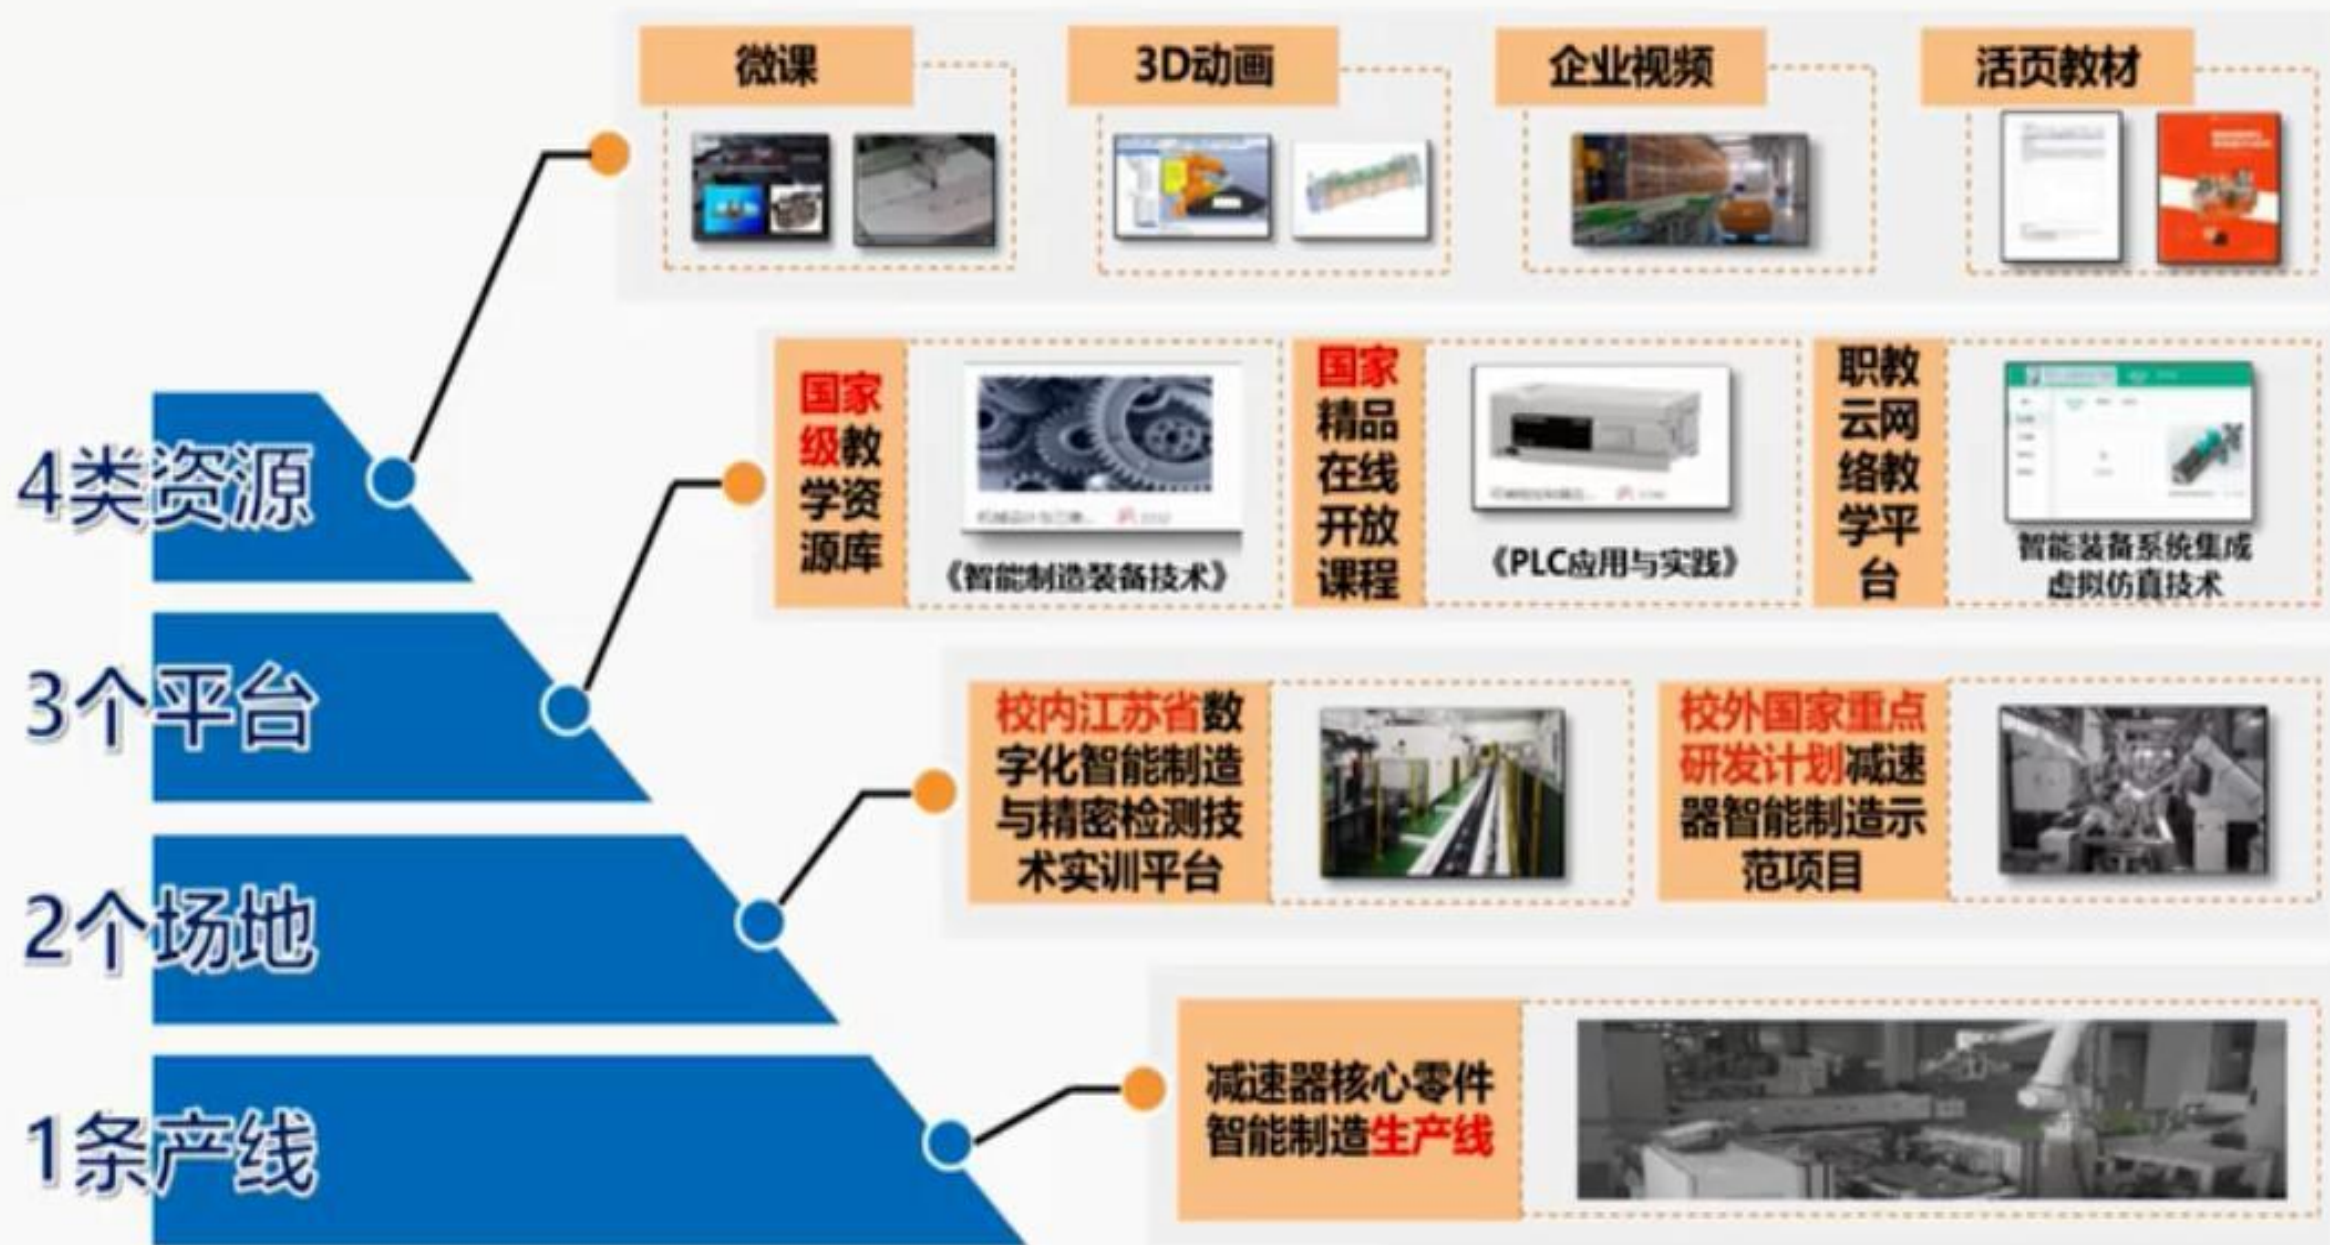 微课
3D动画
企业视频
活页教材
4类资源
国家
级教
学资
源库
《智能制造装备技术》
国家
精品
在线
开放
课程
《PLC应用与实践》
职教
云网
络教
学平
台
智能装备系统集成
虚拟仿真技术
3个平台
校内江苏省数
字化智能制造
与精密检测技
术实训平台
校外国家重点
研发计划减速
器智能制造示
范项目
2个场地
减速器核心零件
智能制造生产线
1条产线